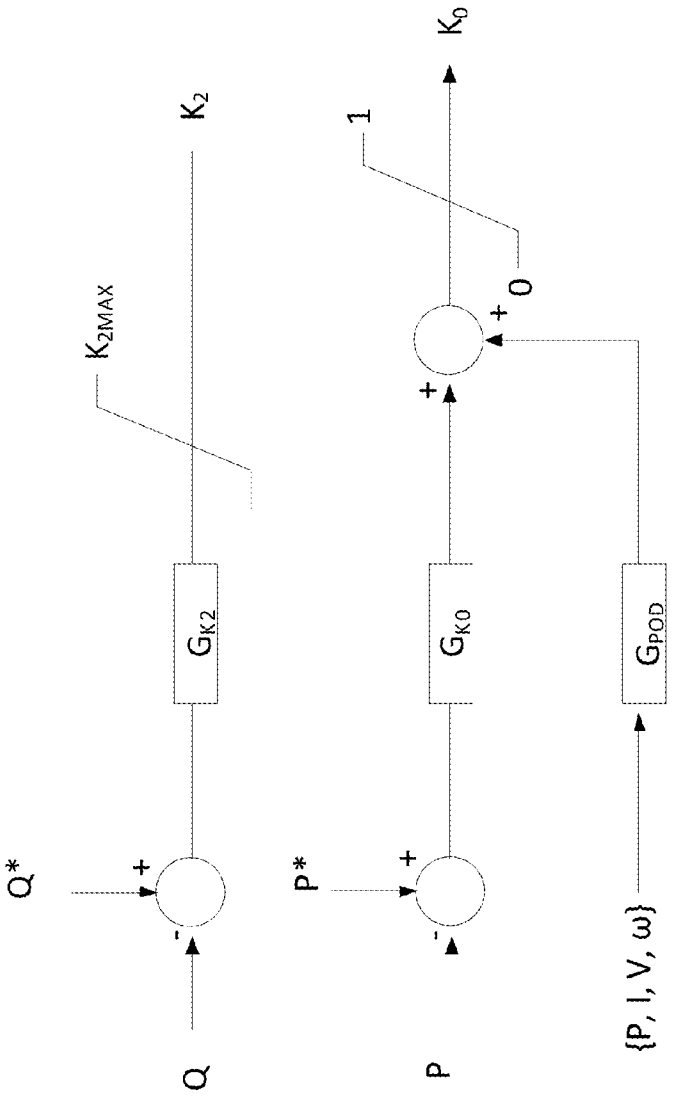 Q*
+
-
Q
G_K2
K_2MAX
K_2
P*
+
-
P
G_K0
+
+
1
0
K_0
{P, I, V, ω}
G_POD